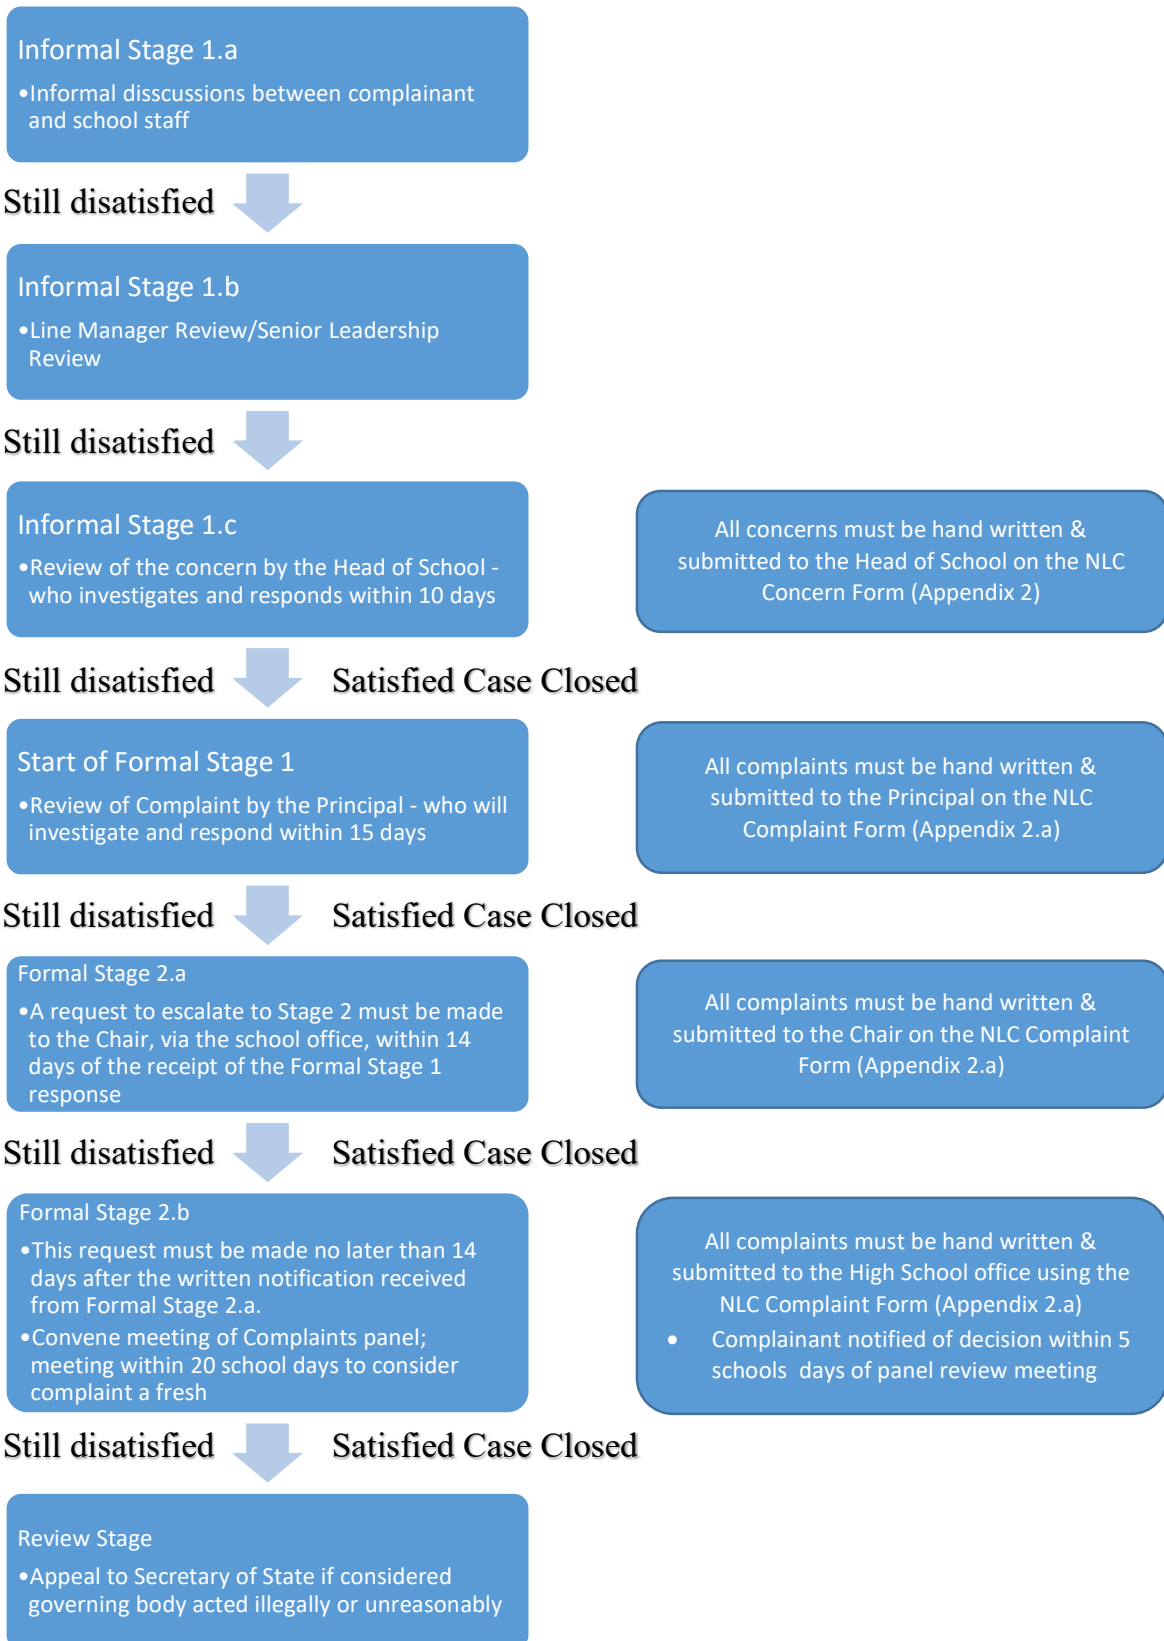 Informal Stage 1.a
•Informal disscussions between complainant
and school staff
Still disatisfied
Informal Stage 1.b
•Line Manager Review/Senior Leadership
Review
Still disatisfied
Informal Stage 1.c
•Review of the concern by the Head of School -
who investigates and responds within 10 days
All concerns must be hand written &
submitted to the Head of School on the NLC
Concern Form (Appendix 2)
Still disatisfied
Satisfied Case Closed
Start of Formal Stage 1
•Review of Complaint by the Principal - who will
investigate and respond within 15 days
All complaints must be hand written &
submitted to the Principal on the NLC
Complaint Form (Appendix 2.a)
Still disatisfied
Satisfied Case Closed
Formal Stage 2.a
•A request to escalate to Stage 2 must be made
to the Chair, via the school office, within 14
days of the receipt of the Formal Stage 1
response
All complaints must be hand written &
submitted to the Chair on the NLC Complaint
Form (Appendix 2.a)
Still disatisfied
Satisfied Case Closed
Formal Stage 2.b
•This request must be made no later than 14
days after the written notification received
from Formal Stage 2.a.
•Convene meeting of Complaints panel;
meeting within 20 school days to consider
complaint a fresh
All complaints must be hand written &
submitted to the High School office using the
NLC Complaint Form (Appendix 2.a)
• Complainant notified of decision within 5
schools  days of panel review meeting
Still disatisfied
Satisfied Case Closed
Review Stage
•Appeal to Secretary of State if considered
governing body acted illegally or unreasonably